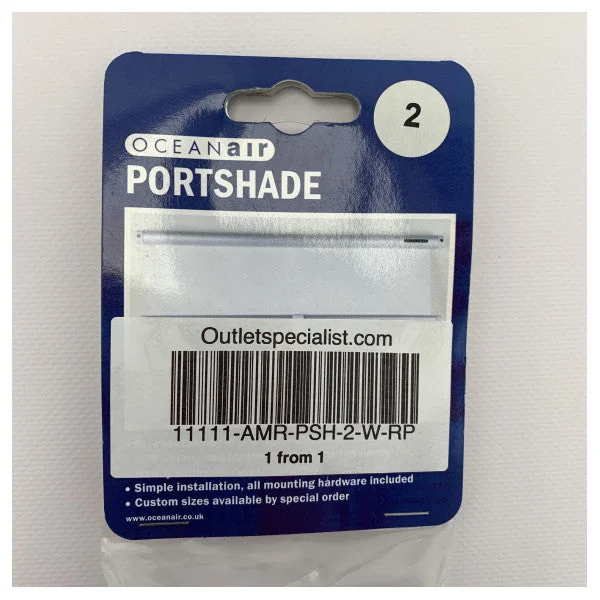 2
OCEANair
PORTSHADE
Outletspecialist.com
11111-AMR-PSH-2-W-RP
1 from 1
• Simple installation, all mounting hardware included
• Custom sizes available by special order
www.oceanair.co.uk